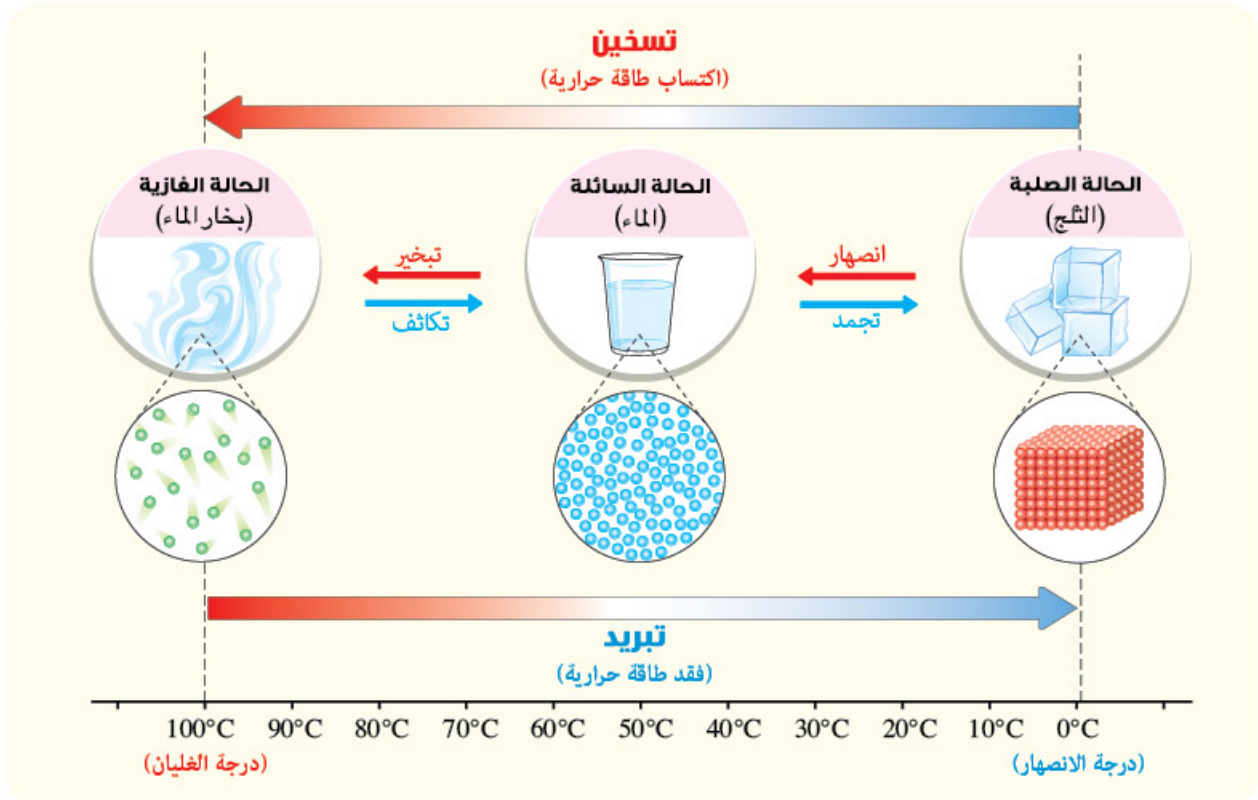 تسخين
(اكتساب طاقة حرارية)
الحالة الصلبة
(الثلج)
الحالة السائلة
(الماء)
الحالة الغازية
(بخار الماء)
انصهار
تجمد
تبخير
تكاثف
تبريد
(فقد طاقة حرارية)
100°C 90°C 80°C 70°C 60°C 50°C 40°C 30°C 20°C 10°C 0°C
(درجة الانصهار)
(درجة الغليان)